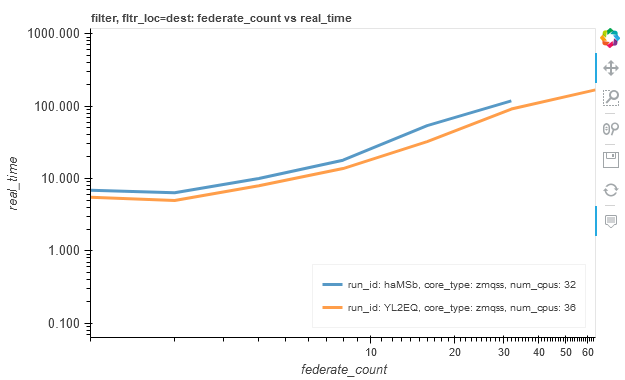 filter, fltr_loc=dest: federate_count vs real_time
1000.000
100.000
10.000
1.000
0.100
real_time
run_id: haMSb, core_type: zmqss, num_cpus: 32
run_id: YL2EQ, core_type: zmqss, num_cpus: 36
10
20
30
40
50
60
federate_count